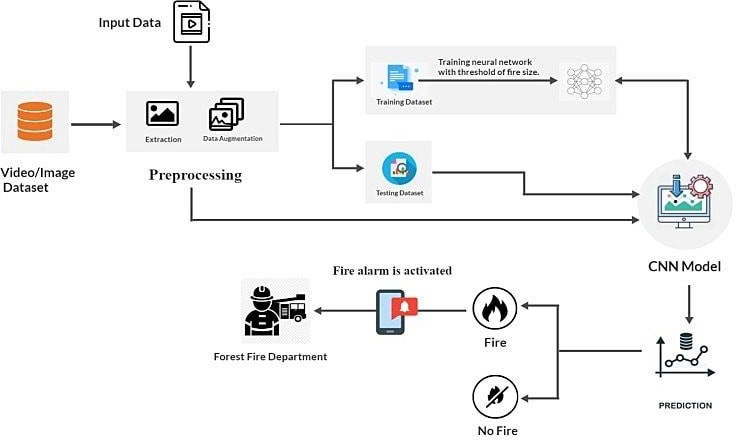 Input Data
Training neural network
with threshold of fire size.
Training Dataset
Extraction
Data Augmentation
Video/Image
Dataset
Preprocessing
Testing Dataset
CNN Model
Fire alarm is activated
Forest Fire Department
Fire
No Fire
PREDICTION